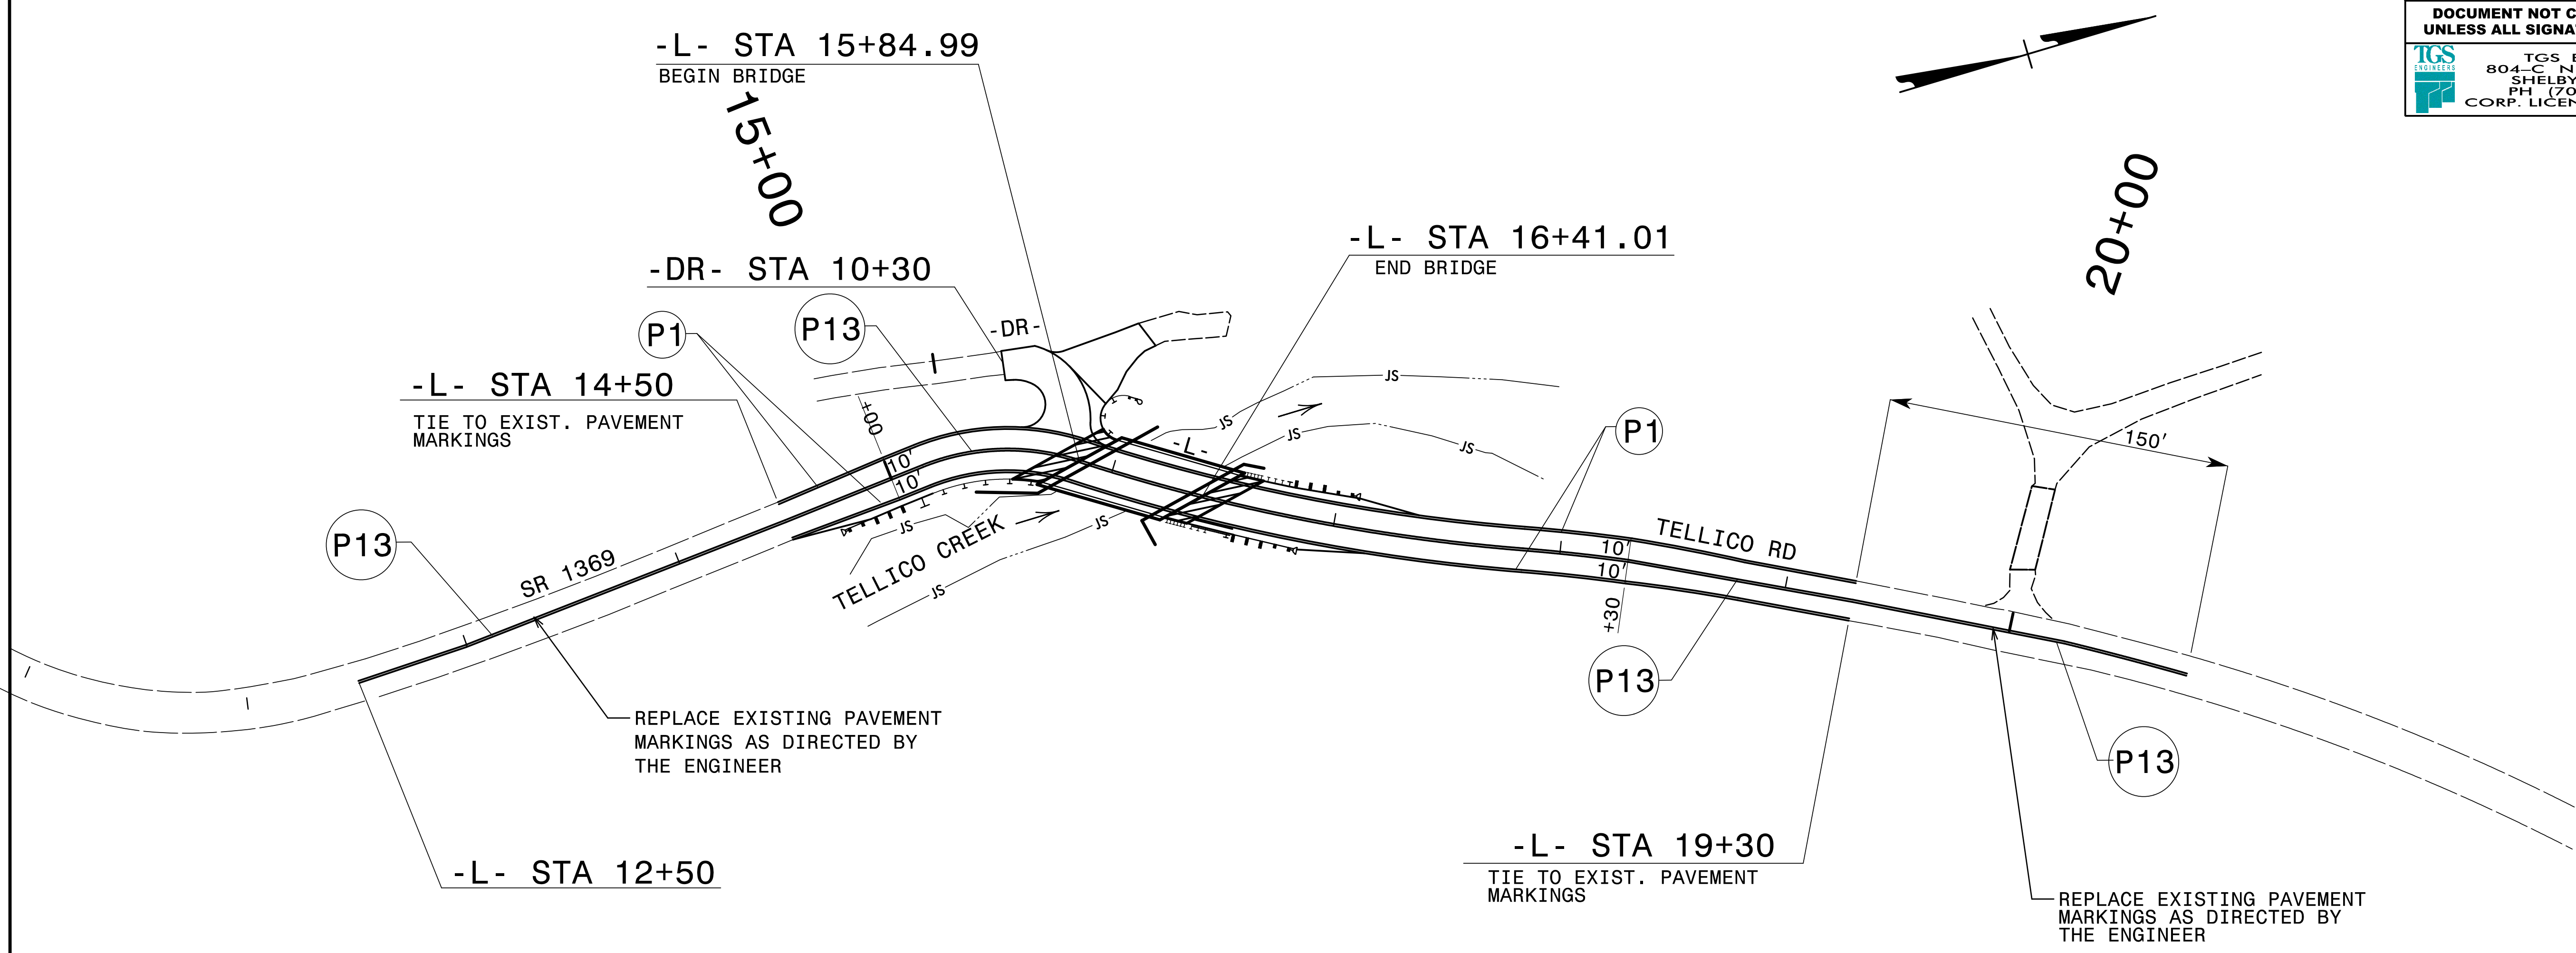 DOCUMENT NOT C
UNLESS ALL SIGNA
TGS
ENGINEERS
TGS E
804-C N
SHELBY
PH (70
CORP. LICEN
-L- STA 15+84.99
BEGIN BRIDGE
15+00
20+00
-L- STA 16+41.01
END BRIDGE
-DR- STA 10+30
P1
P13
-DR-
-L- STA 14+50
TIE TO EXIST. PAVEMENT
MARKINGS
+00
10'
10'
JS
JS
JS
JS
-L-
P1
150'
P13
SR 1369
JS
TELLICO CREEK
JS
JS
TELLICO RD
10'
10'
+30
P13
P13
REPLACE EXISTING PAVEMENT
MARKINGS AS DIRECTED BY
THE ENGINEER
-L- STA 12+50
-L- STA 19+30
TIE TO EXIST. PAVEMENT
MARKINGS
REPLACE EXISTING PAVEMENT
MARKINGS AS DIRECTED BY
THE ENGINEER